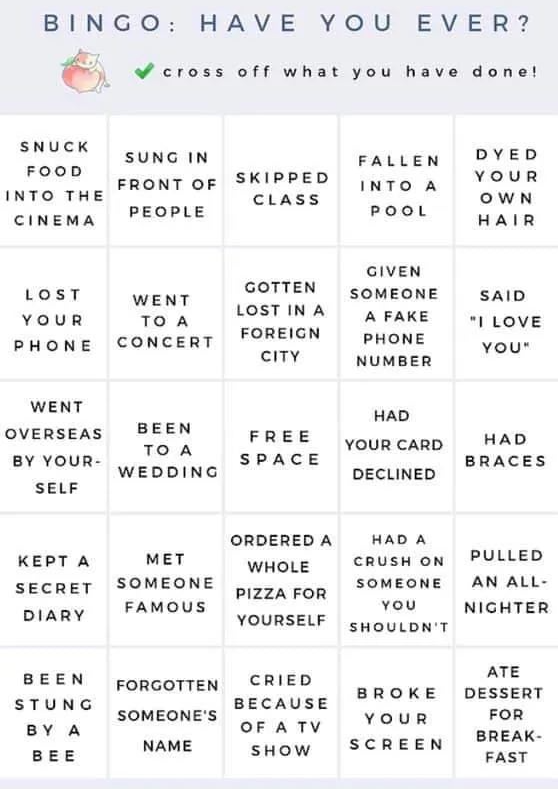 BINGO: HAVE YOU EVER?
cross off what you have done!
SNUCK
FOOD
INTO THE
CINEMA
SUNG IN
FRONT OF
PEOPLE
SKIPPED
CLASS
FALLEN
INTO A
POOL
DYED
YOUR
OWN
HAIR
LOST
YOUR
PHONE
WENT
TO A
CONCERT
GOTTEN
LOST IN A
FOREIGN
CITY
GIVEN
SOMEONE
A FAKE
PHONE
NUMBER
SAID
"I LOVE
YOU"
WENT
OVERSEAS
BY YOUR-
SELF
BEEN
TO A
WEDDING
FREE
SPACE
HAD
YOUR CARD
DECLINED
HAD
BRACES
KEPT A
SECRET
DIARY
MET
SOMEONE
FAMOUS
ORDERED A
WHOLE
PIZZA FOR
YOURSELF
HAD A
CRUSH ON
SOMEONE
YOU
SHOULDN'T
PULLED
AN ALL-
NIGHTER
BEEN
STUNG
BY A
BEE
FORGOTTEN
SOMEONE'S
NAME
CRIED
BECAUSE
OF A TV
SHOW
BROKE
YOUR
SCREEN
ATE
DESSERT
FOR
BREAK-
FAST